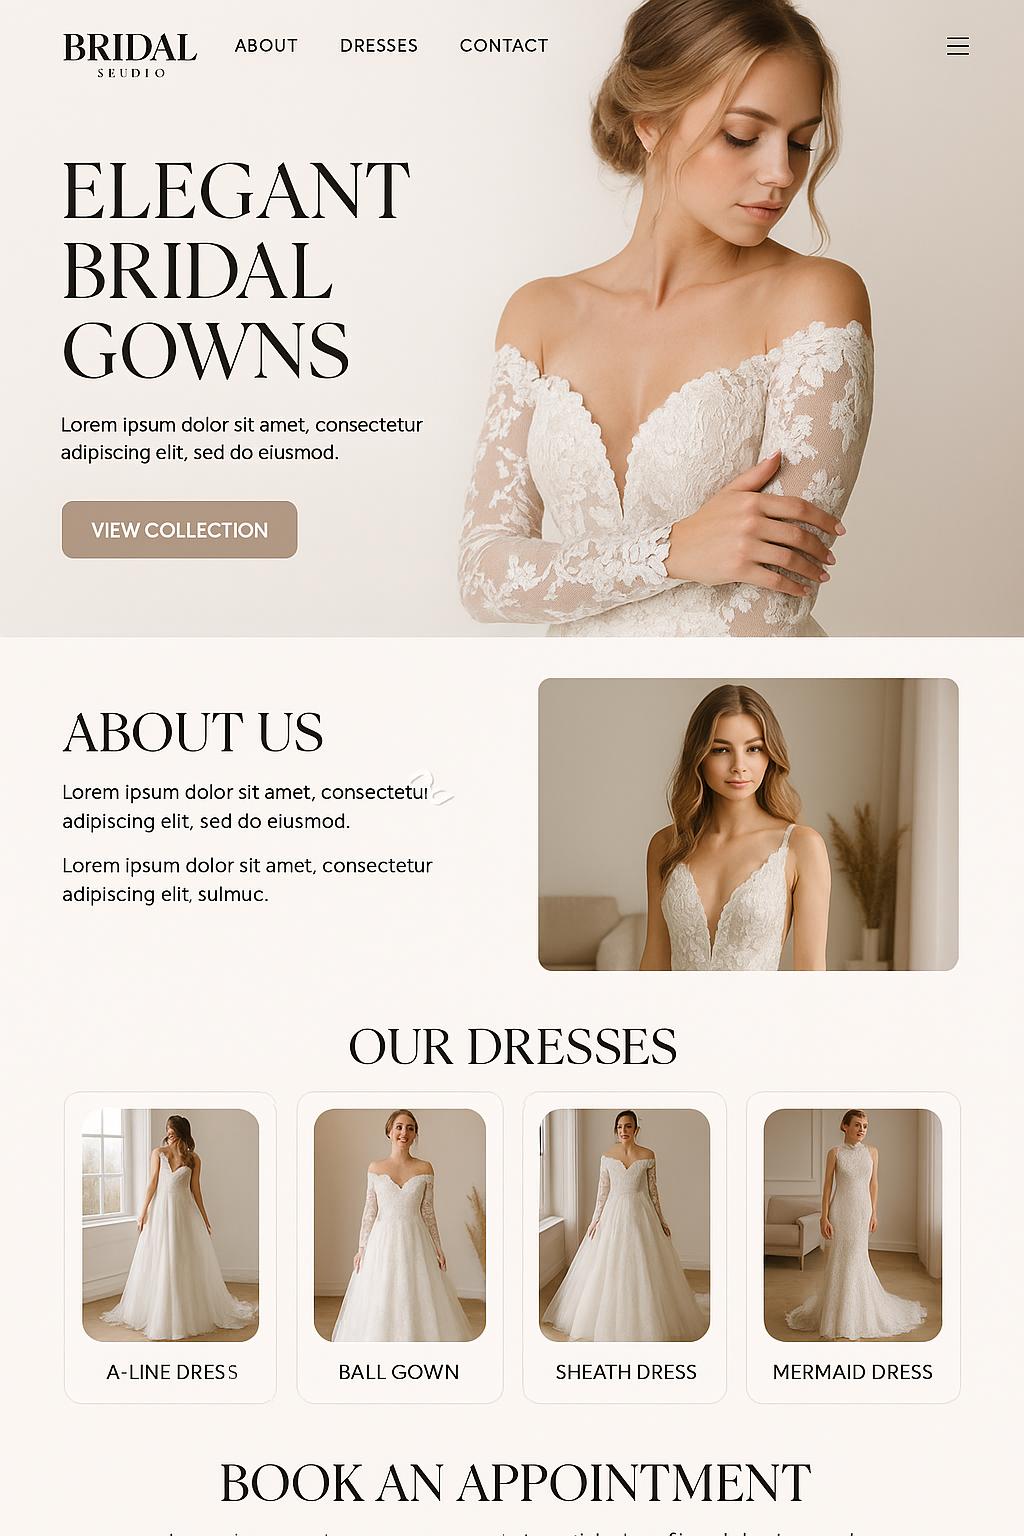 BRIDAL
SEUDIO
ABOUT DRESSES CONTACT
ELEGANT
BRIDAL
GOWNS
Lorem ipsum dolor sit amet, consectetur
adipiscing elit, sed do eiusmod.
VIEW COLLECTION
ABOUT US
Lorem ipsum dolor sit amet, consectetur
adipiscing elit, sed do eiusmod.
Lorem ipsum dolor sit amet, consectetur
adipiscing elit, sulmuc.
OUR DRESSES
A-LINE DRESS
BALL GOWN
SHEATH DRESS
MERMAID DRESS
BOOK AN APPOINTMENT